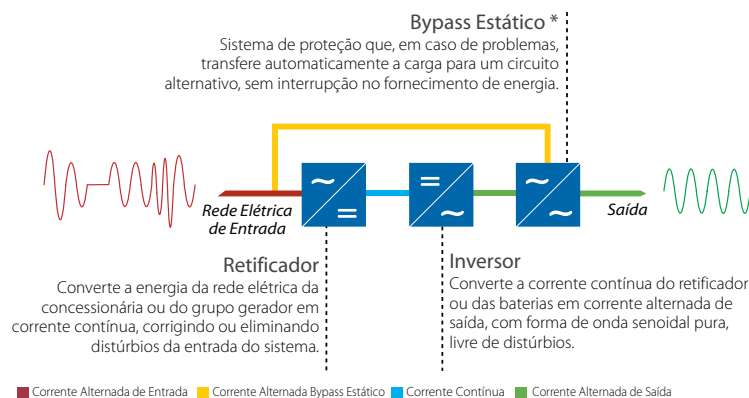 Bypass Estático *
Sistema de proteção que, em caso de problemas,
transfere automaticamente a carga para um circuito
alternativo, sem interrupção no fornecimento de energia.
Rede Elétrica
de Entrada
Saída
Retificador
Converte a energia da rede elétrica da
concessionária ou do grupo gerador em
corrente contínua, corrigindo ou eliminando
distúrbios da entrada do sistema.
Inversor
Converte a corrente contínua do retificador
ou das baterias em corrente alternada de
saída, com forma de onda senoidal pura,
livre de distúrbios.
Corrente Alternada de Entrada
Corrente Alternada Bypass Estático
Corrente Contínua
Corrente Alternada de Saída